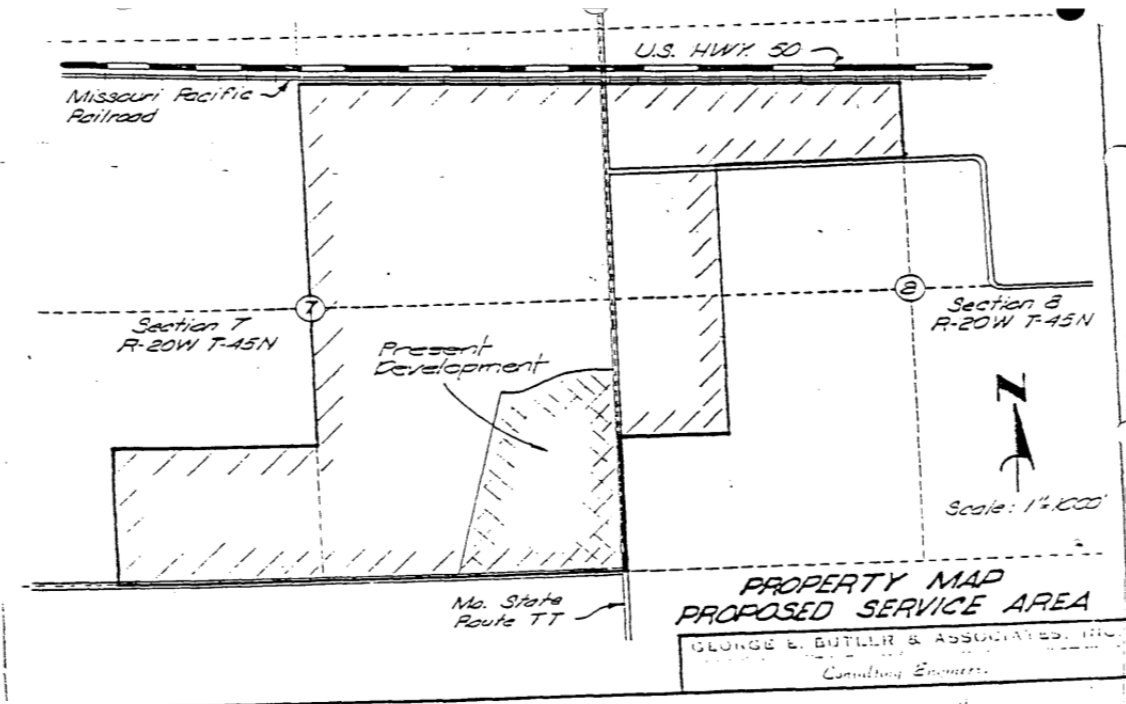 U.S. HWY. 50
Missouri Pacific
Railroad
7
8
Section 7
R-20W T-45N
Section 8
R-20W T-45N
Present
Development
N
Scale: 1"=1000'
Mo. State
Route TT
PROPERTY MAP
PROPOSED SERVICE AREA
GEORGE E. BUTLER & ASSOCIATES, INC.
Consulting Engineers